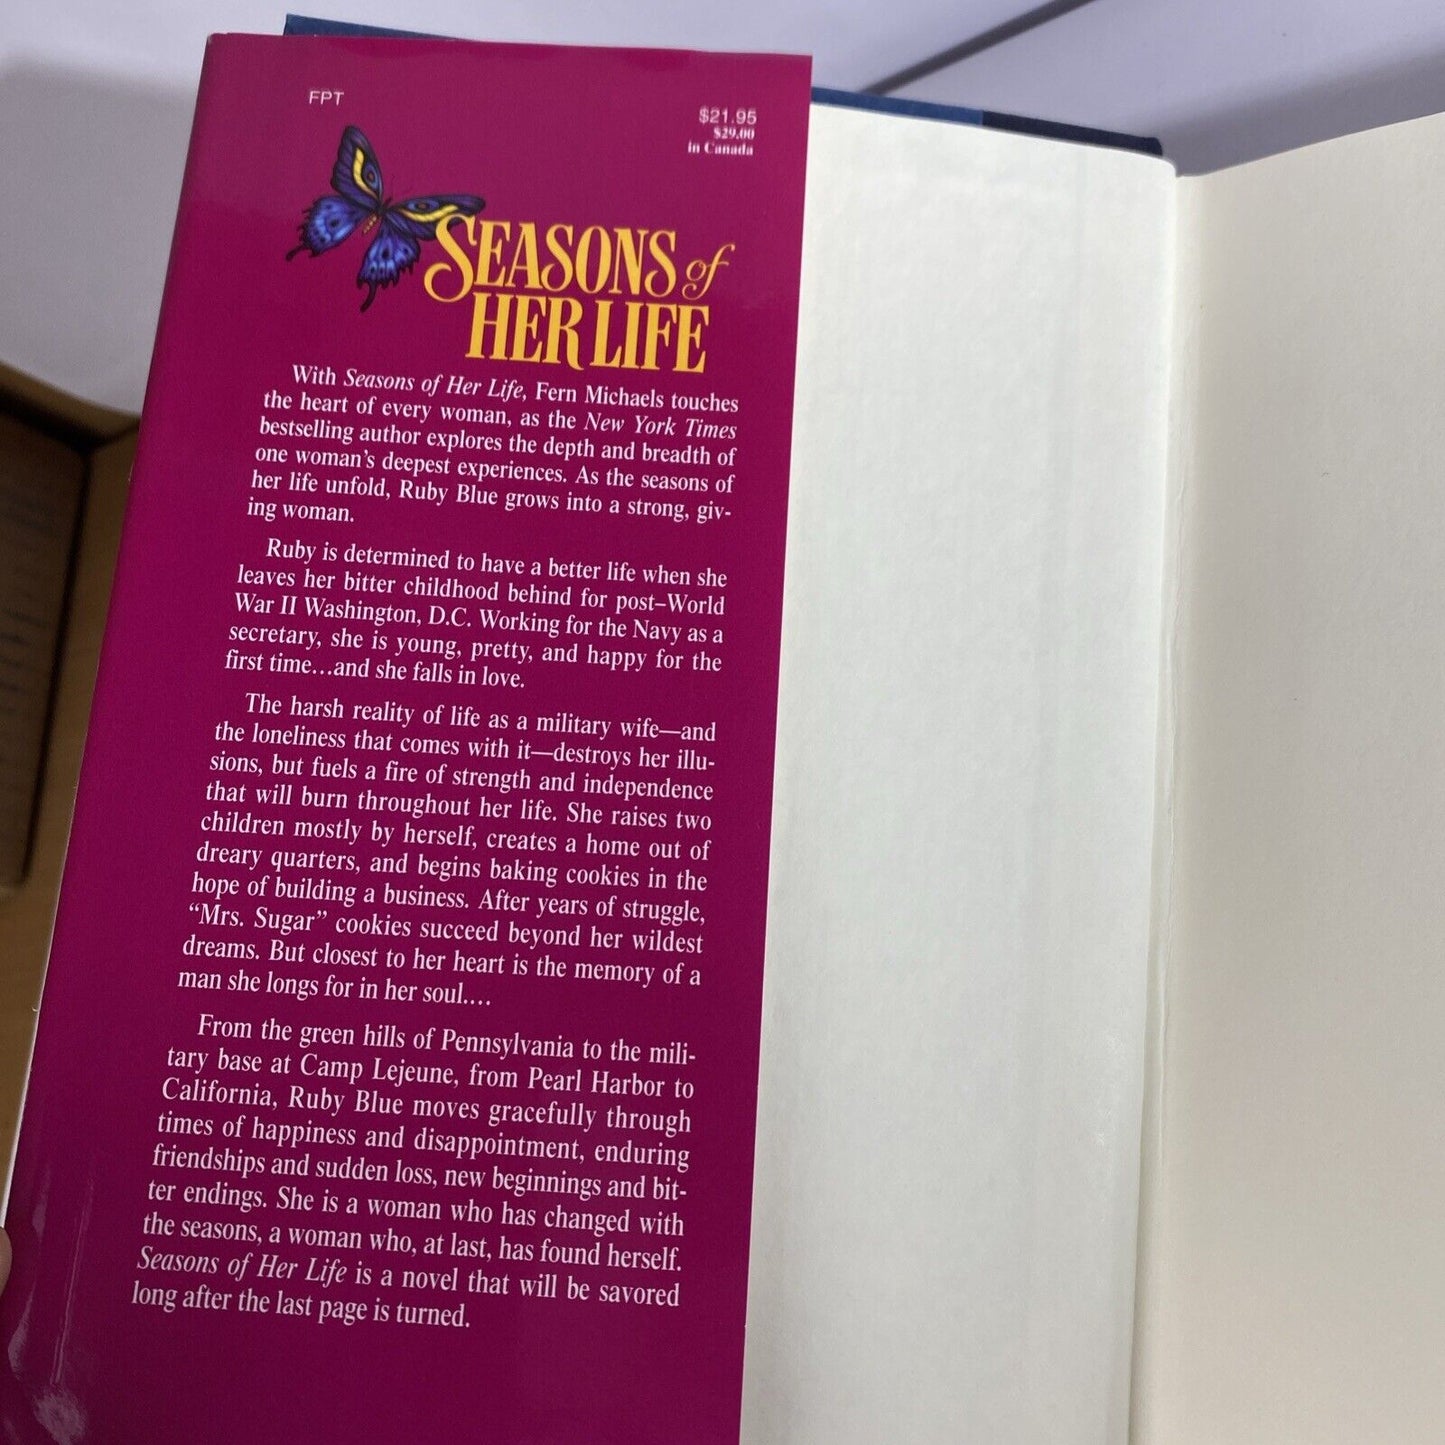 FPT
$21.95
$29.00
in Canada
SEASONS of
HER LIFE
With Seasons of Her Life, Fern Michaels touches
the heart of every woman, as the New York Times
bestselling author explores the depth and breadth of
one woman's deepest experiences. As the seasons of
her life unfold, Ruby Blue grows into a strong, giv-
ing woman.
Ruby is determined to have a better life when she
leaves her bitter childhood behind for post–World
War II Washington, D.C. Working for the Navy as a
secretary, she is young, pretty, and happy for the
first time…and she falls in love.
The harsh reality of life as a military wife—and
the loneliness that comes with it—destroys her illu-
sions, but fuels a fire of strength and independence
that will burn throughout her life. She raises two
children mostly by herself, creates a home out of
dreary quarters, and begins baking cookies in the
hope of building a business. After years of struggle,
“Mrs. Sugar” cookies succeed beyond her wildest
dreams. But closest to her heart is the memory of a
man she longs for in her soul.…
From the green hills of Pennsylvania to the mili-
tary base at Camp Lejeune, from Pearl Harbor to
California, Ruby Blue moves gracefully through
times of happiness and disappointment, enduring
friendships and sudden loss, new beginnings and bit-
ter endings. She is a woman who has changed with
the seasons, a woman who, at last, has found herself.
Seasons of Her Life is a novel that will be savored
long after the last page is turned.